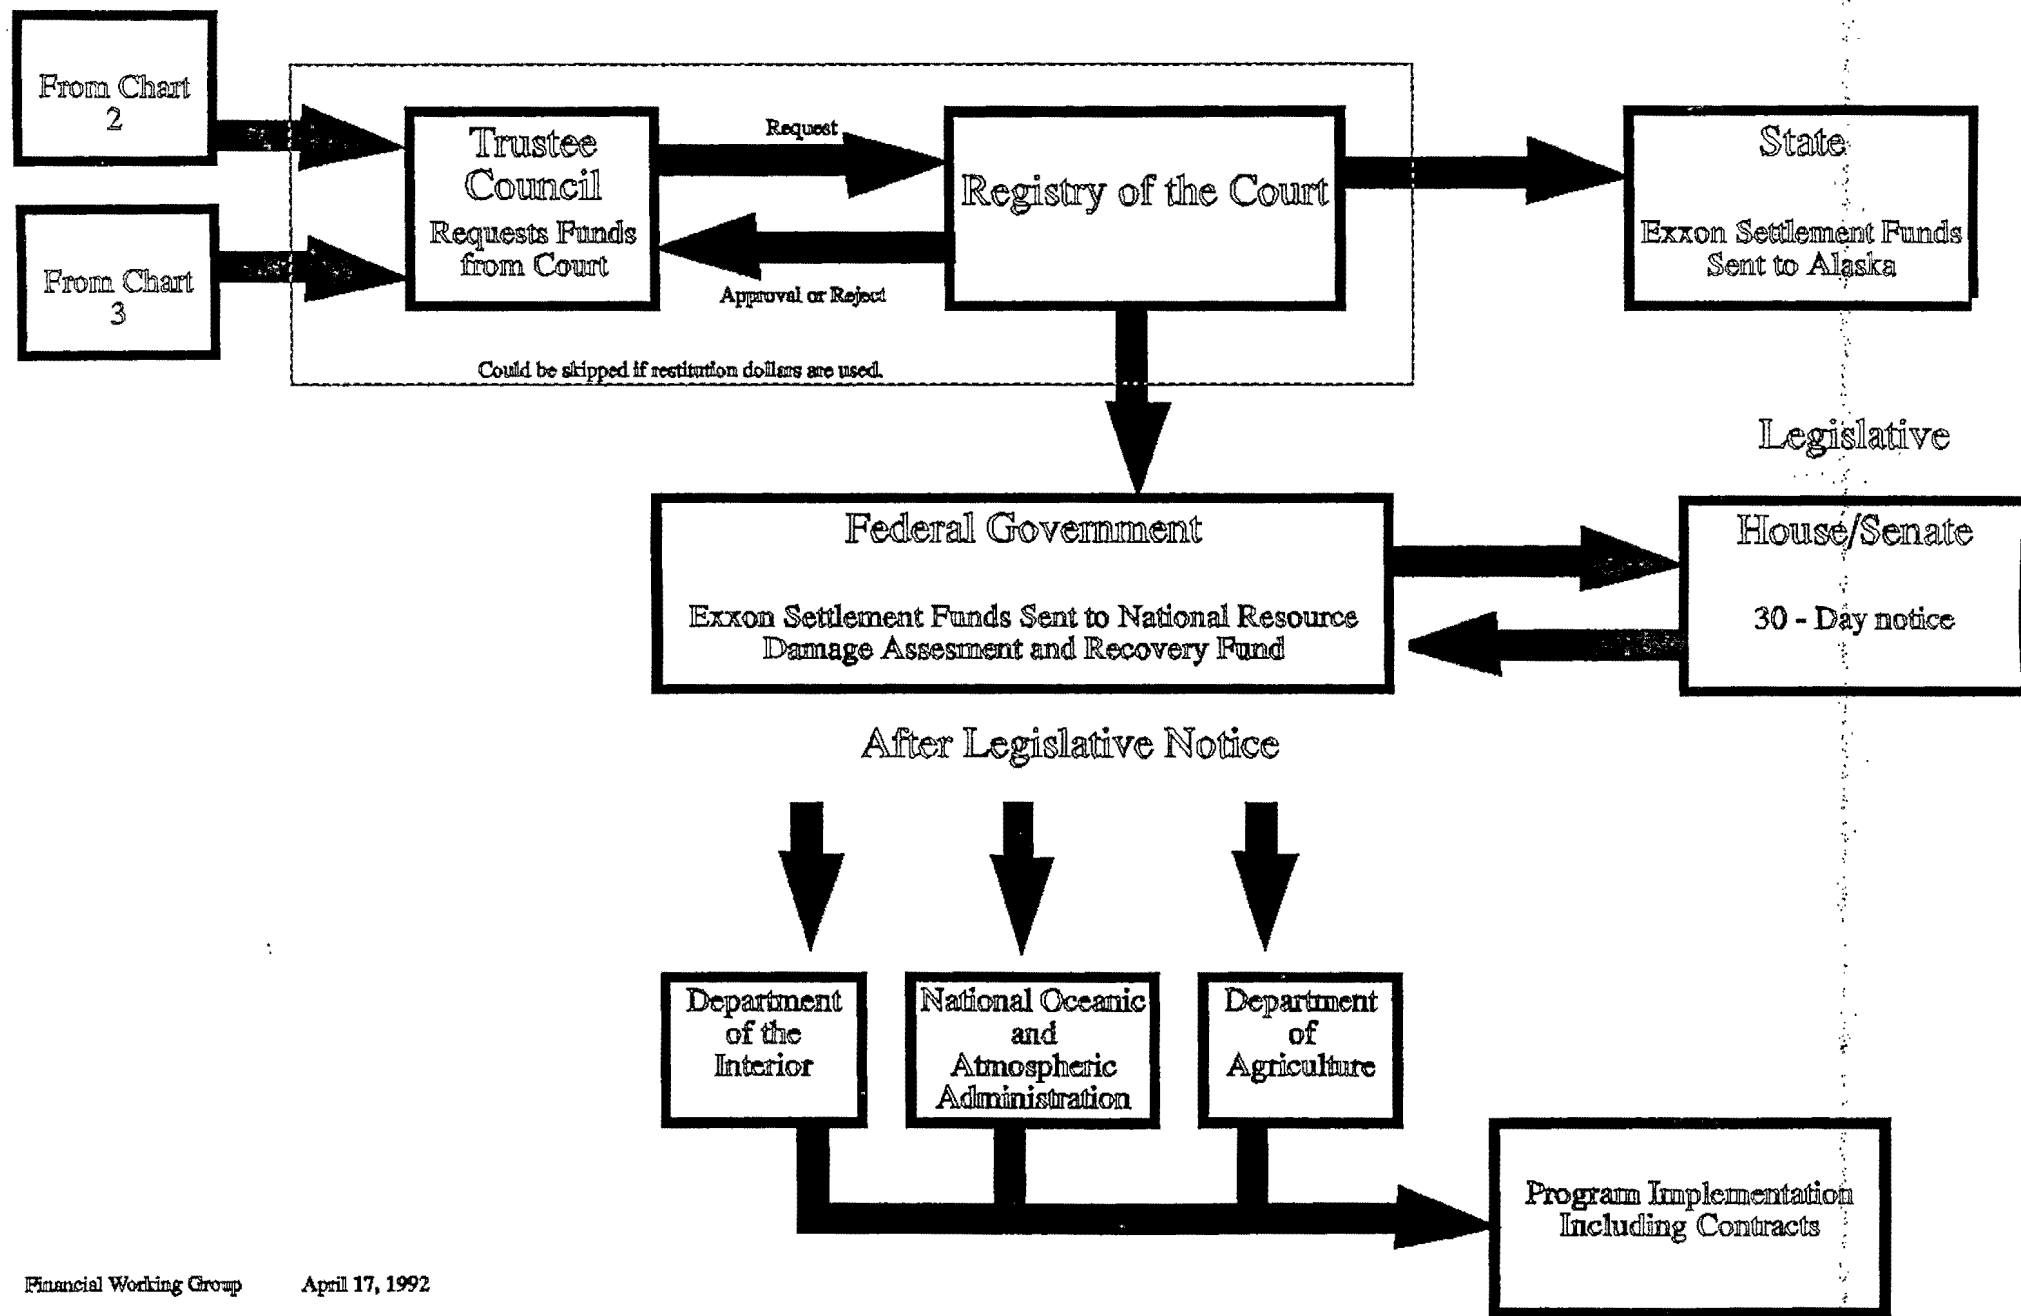 From Chart
2
Trustee
Council
Requests Funds
from Court
Request
Approval or Reject
Registry of the Court
State
Exxon Settlement Funds
Sent to Alaska
From Chart
3
Could be skipped if restitution dollars are used.
Legislative
Federal Government
Exxon Settlement Funds Sent to National Resource
Damage Assesment and Recovery Fund
House/Senate
30 - Day notice
After Legislative Notice
Department
of the
Interior
National Oceanic
and
Atmospheric
Administration
Department
of
Agriculture
Program Implementation
Including Contracts
Financial Working Group April 17, 1992